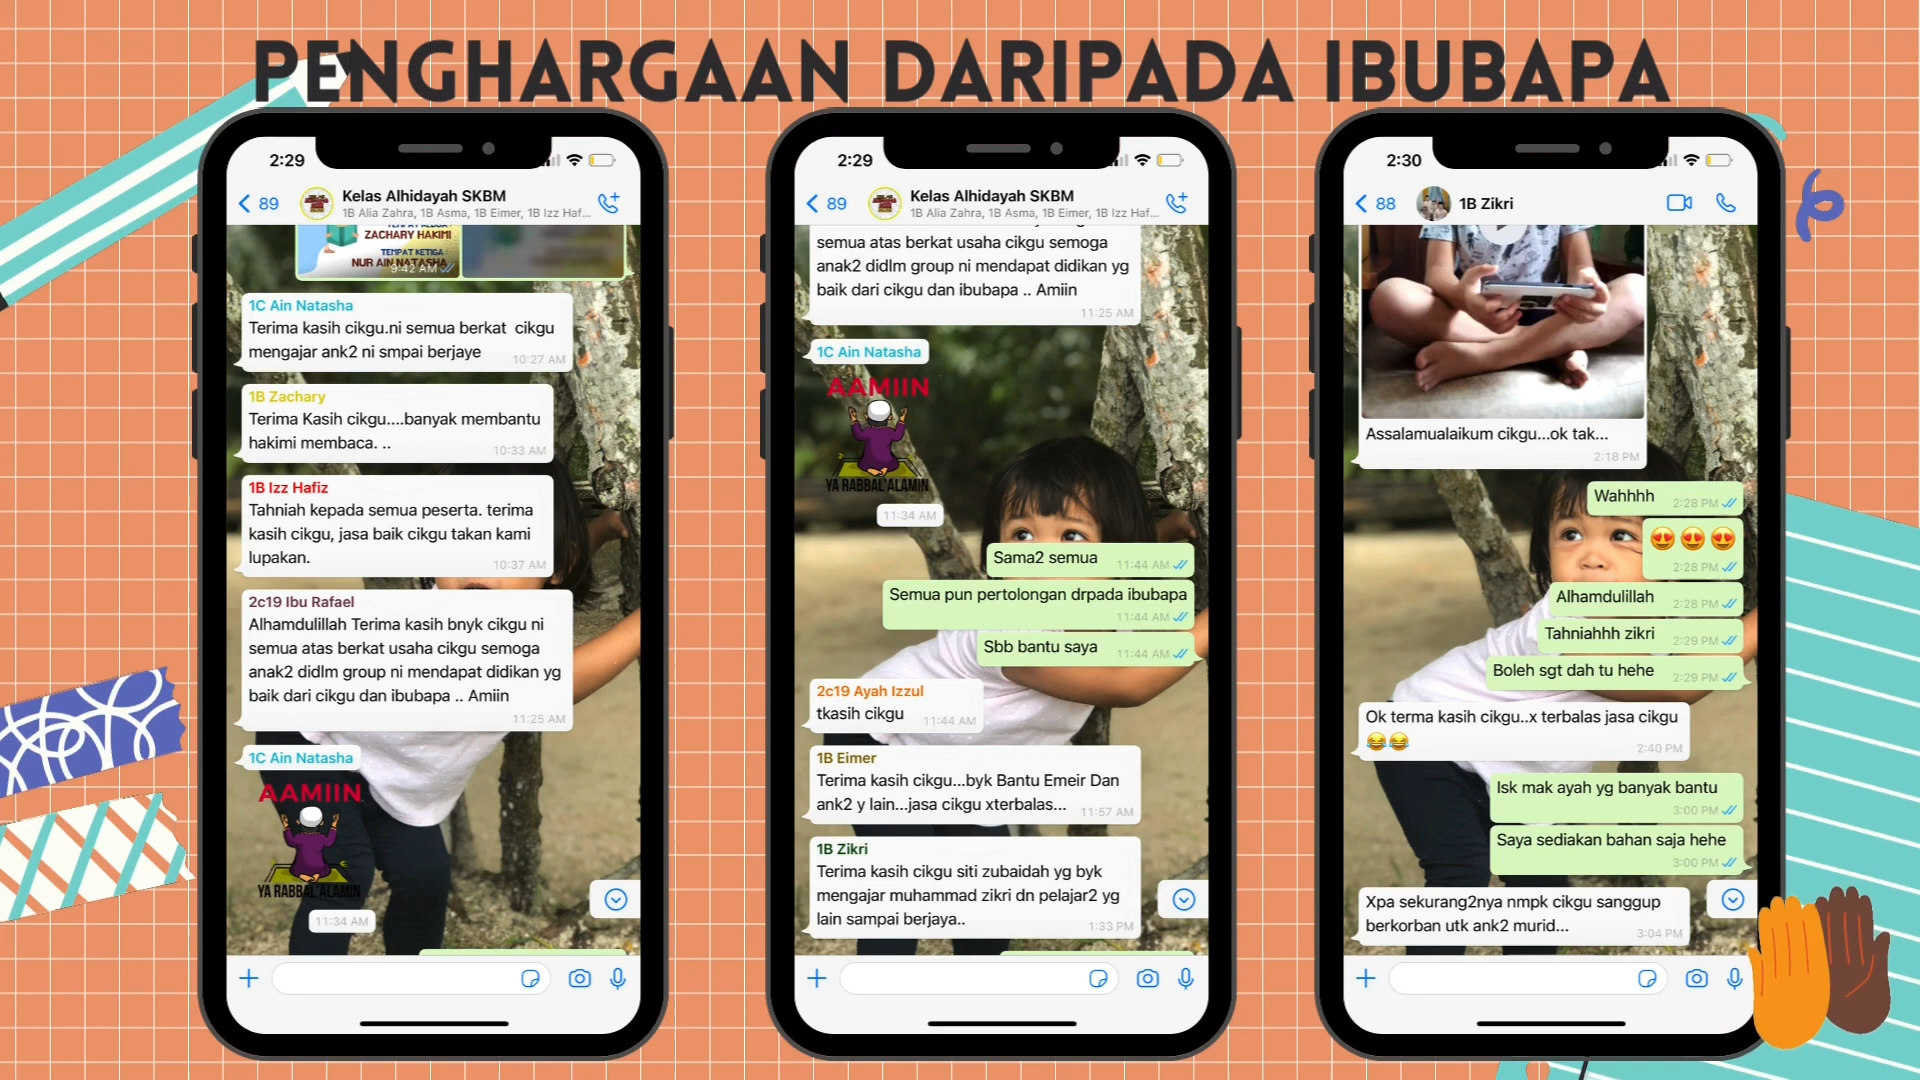 PENGHARGAAN DARIPADA IBUBAPA
2:29
89
Kelas Alhidayah SKBM
1B Alia Zahra, 1B Asma, 1B Eimer, 1B Izz Haf...
ZACHARY HAKIMI
TEMPAT KETIGA :
NUR AIN NATASHA
9:42 AM
1C Ain Natasha
Terima kasih cikgu.ni semua berkat cikgu
mengajar ank2 ni smpai berjaye
10:27 AM
1B Zachary
Terima Kasih cikgu....banyak membantu
hakimi membaca. ..
10:33 AM
1B Izz Hafiz
Tahniah kepada semua peserta. terima
kasih cikgu, jasa baik cikgu takan kami
lupakan.
10:37 AM
2c19 Ibu Rafael
Alhamdulillah Terima kasih bnyk cikgu ni
semua atas berkat usaha cikgu semoga
anak2 didlm group ni mendapat didikan yg
baik dari cikgu dan ibubapa .. Amiin
11:25 AM
1C Ain Natasha
AAMIIN
YA RABBAL'ALAMIN
11:34 AM
2:29
89
Kelas Alhidayah SKBM
1B Alia Zahra, 1B Asma, 1B Eimer, 1B Izz Haf...
semua atas berkat usaha cikgu semoga
anak2 didlm group ni mendapat didikan yg
baik dari cikgu dan ibubapa .. Amiin
11:25 AM
1C Ain Natasha
AAMIIN
YA RABBAL'ALAMIN
11:34 AM
Sama2 semua
11:44 AM
Semua pun pertolongan drpada ibubapa
11:44 AM
Sbb bantu saya
11:44 AM
2c19 Ayah Izzul
tkasih cikgu
11:44 AM
1B Eimer
Terima kasih cikgu...byk Bantu Emeir Dan
ank2 y lain...jasa cikgu xterbalas...
11:57 AM
1B Zikri
Terima kasih cikgu siti zubaidah yg byk
mengajar muhammad zikri dn pelajar2 yg
lain sampai berjaya..
1:33 PM
2:30
88
1B Zikri
Assalamualaikum cikgu...ok tak...
2:18 PM
Wahhhh
2:28 PM
😍 😍 😍
2:28 PM
Alhamdulillah
2:28 PM
Tahniahhh zikri
2:29 PM
Boleh sgt dah tu hehe
2:29 PM
Ok terma kasih cikgu..x terbalas jasa cikgu
😂😂
2:40 PM
Isk mak ayah yg banyak bantu
3:00 PM
Saya sediakan bahan saja hehe
3:00 PM
Xpa sekurang2nya nmpk cikgu sanggup
berkorban utk ank2 murid...
3:04 PM